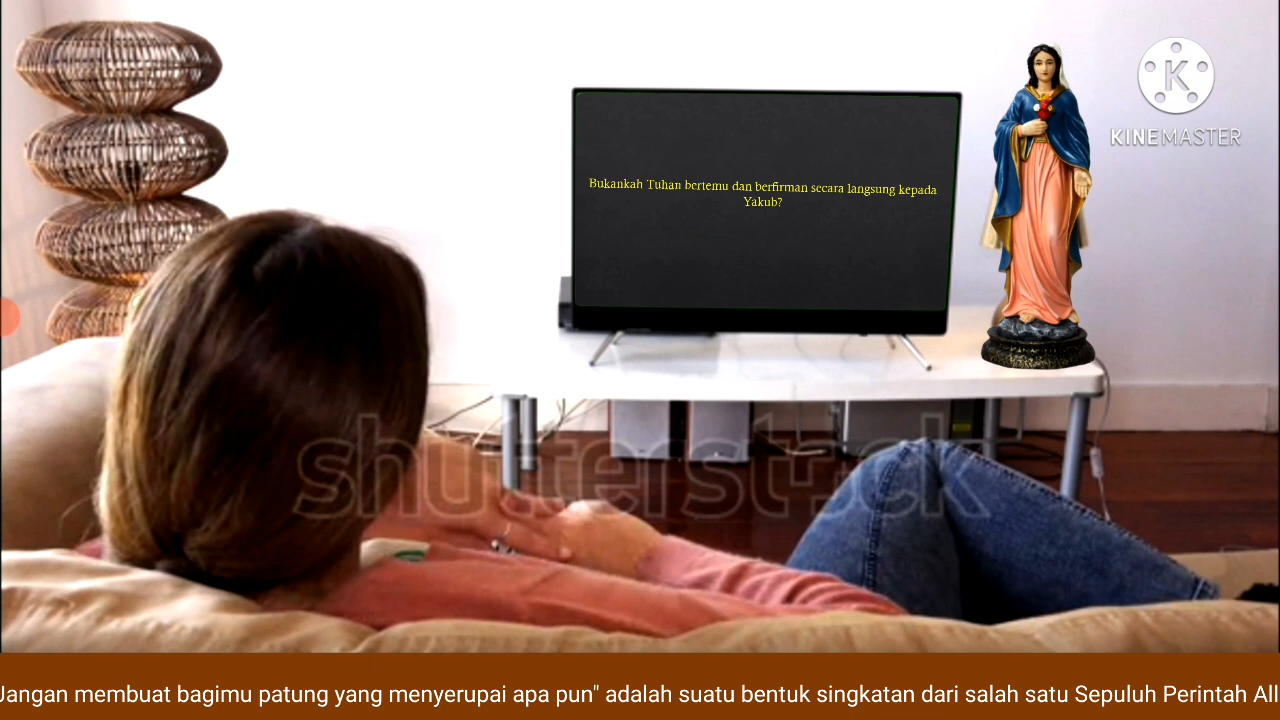 K
KINEMASTER
Bukankah Tuhan bertemu dan berfirman secara langsung kepada
Yakub?
shutterstock
Jangan membuat bagimu patung yang menyerupai apa pun" adalah suatu bentuk singkatan dari salah satu Sepuluh Perintah All